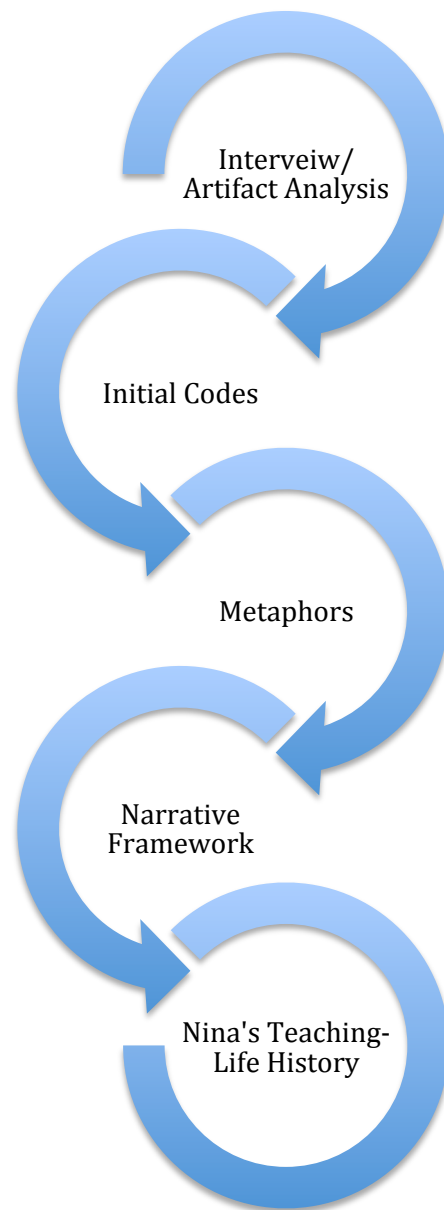 Interveiw/
Artifact Analysis
Initial Codes
Metaphors
Narrative
Framework
Nina's Teaching-
Life History